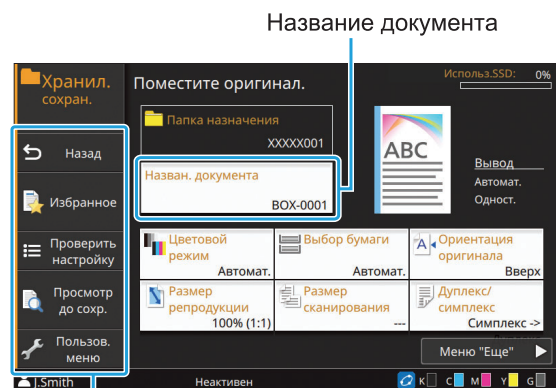 Название документа
Хранил.
сохран.
Поместите оригинал.
Использ.SSD: 0%
Папка назначения
XXXXX001
Назван. документа
BOX-0001
ABC
Вывод
Автомат.
Одност.
Назад
Избранное
Проверить
настройку
Просмотр
до сохр.
Пользов.
меню
Цветовой
режим
Автомат.
Выбор бумаги
Автомат.
A
Ориентация
оригинала
Вверх
Размер
репродукции
100% (1:1)
Размер
сканирования
---
Дуплекс/
симплекс
Симплекс ->
Меню "Еще"
J.Smith
Неактивен
K C M Y G